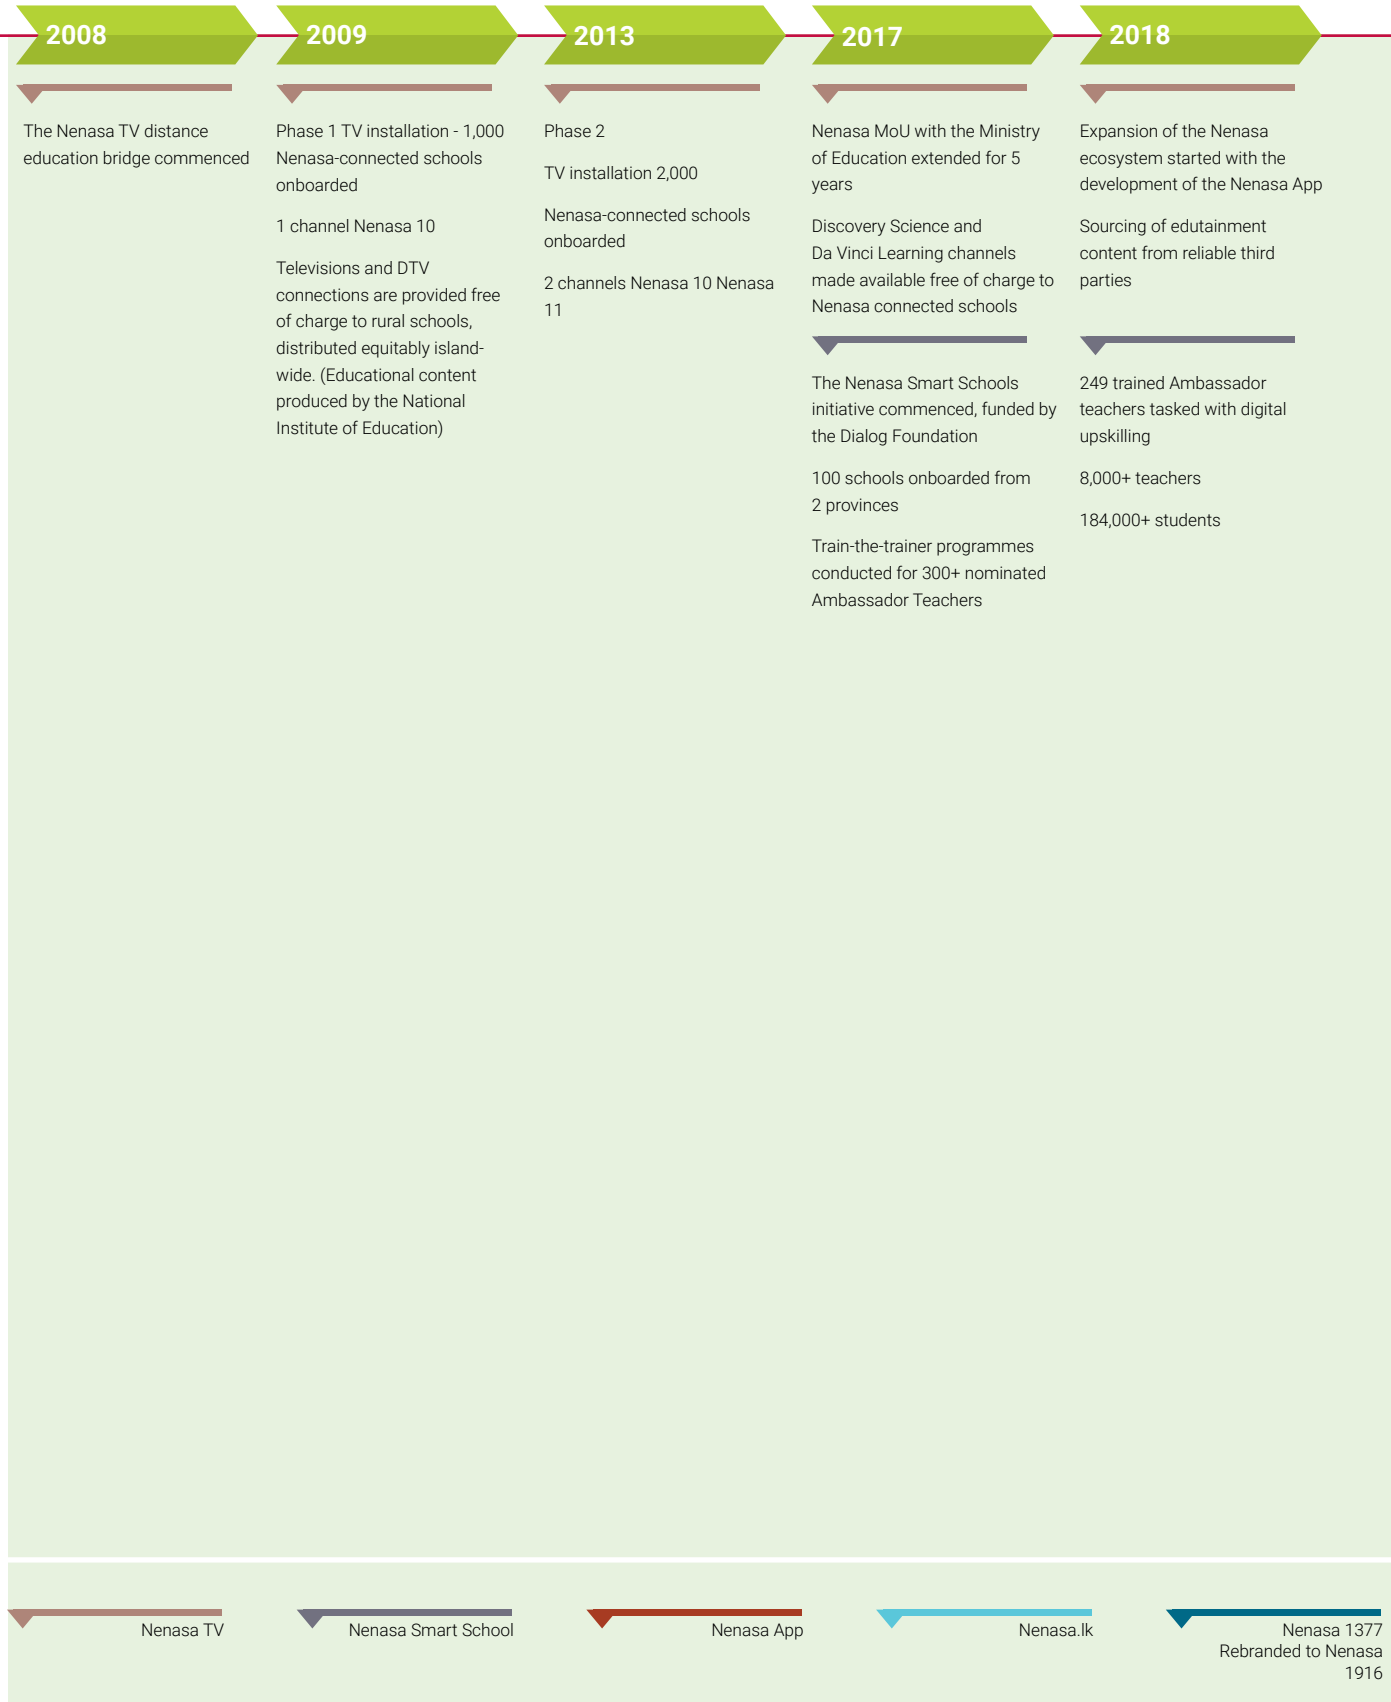 2008
The Nenasa TV distance
education bridge commenced
2009
Phase 1 TV installation - 1,000
Nenasa-connected schools
onboarded
1 channel Nenasa 10
Televisions and DTV
connections are provided free
of charge to rural schools,
distributed equitably island-
wide. (Educational content
produced by the National
Institute of Education)
2013
Phase 2
TV installation 2,000
Nenasa-connected schools
onboarded
2 channels Nenasa 10 Nenasa
11
2017
Nenasa MoU with the Ministry
of Education extended for 5
years
Discovery Science and
Da Vinci Learning channels
made available free of charge to
Nenasa connected schools
The Nenasa Smart Schools
initiative commenced, funded by
the Dialog Foundation
100 schools onboarded from
2 provinces
Train-the-trainer programmes
conducted for 300+ nominated
Ambassador Teachers
2018
Expansion of the Nenasa
ecosystem started with the
development of the Nenasa App
Sourcing of edutainment
content from reliable third
parties
249 trained Ambassador
teachers tasked with digital
upskilling
8,000+ teachers
184,000+ students
Nenasa TV
Nenasa Smart School
Nenasa App
Nenasa.lk
Nenasa 1377
Rebranded to Nenasa
1916